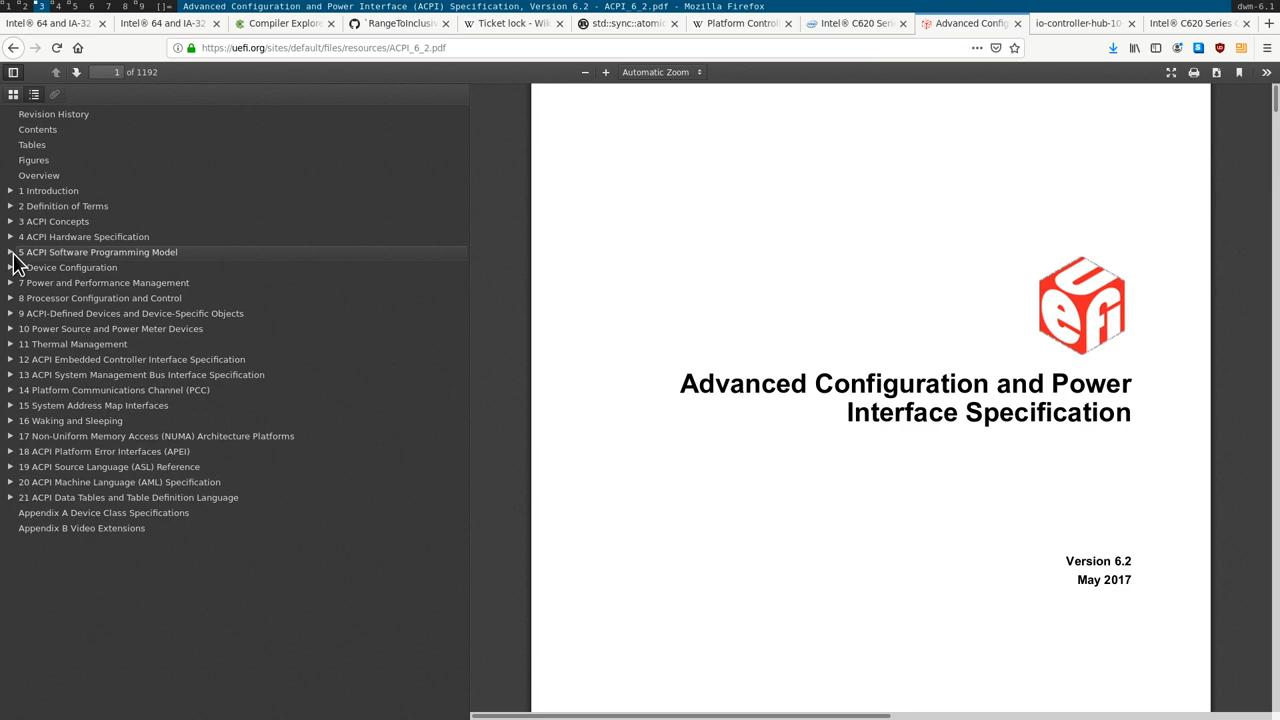 1 2 3 4 5 6 7 8 9 []= Advanced Configuration and Power Interface (ACPI) Specification, Version 6.2 - ACPI_6_2.pdf - Mozilla Firefox dwm-6.1
Intel® 64 and IA-32 Intel® 64 and IA-32 Compiler Explore `RangeToInclusiv Ticket lock - Wik std::sync::atomic Platform Control Intel® C620 Seri Advanced Config io-controller-hub-10 Intel® C620 Series C
https://uefi.org/sites/default/files/resources/ACPI_6_2.pdf
1 of 1192 Automatic Zoom
Revision History
Contents
Tables
Figures
Overview
1 Introduction
2 Definition of Terms
3 ACPI Concepts
4 ACPI Hardware Specification
5 ACPI Software Programming Model
Device Configuration
7 Power and Performance Management
8 Processor Configuration and Control
9 ACPI-Defined Devices and Device-Specific Objects
10 Power Source and Power Meter Devices
11 Thermal Management
12 ACPI Embedded Controller Interface Specification
13 ACPI System Management Bus Interface Specification
14 Platform Communications Channel (PCC)
15 System Address Map Interfaces
16 Waking and Sleeping
17 Non-Uniform Memory Access (NUMA) Architecture Platforms
18 ACPI Platform Error Interfaces (APEI)
19 ACPI Source Language (ASL) Reference
20 ACPI Machine Language (AML) Specification
21 ACPI Data Tables and Table Definition Language
Appendix A Device Class Specifications
Appendix B Video Extensions
UEFI
Advanced Configuration and Power
Interface Specification
Version 6.2
May 2017